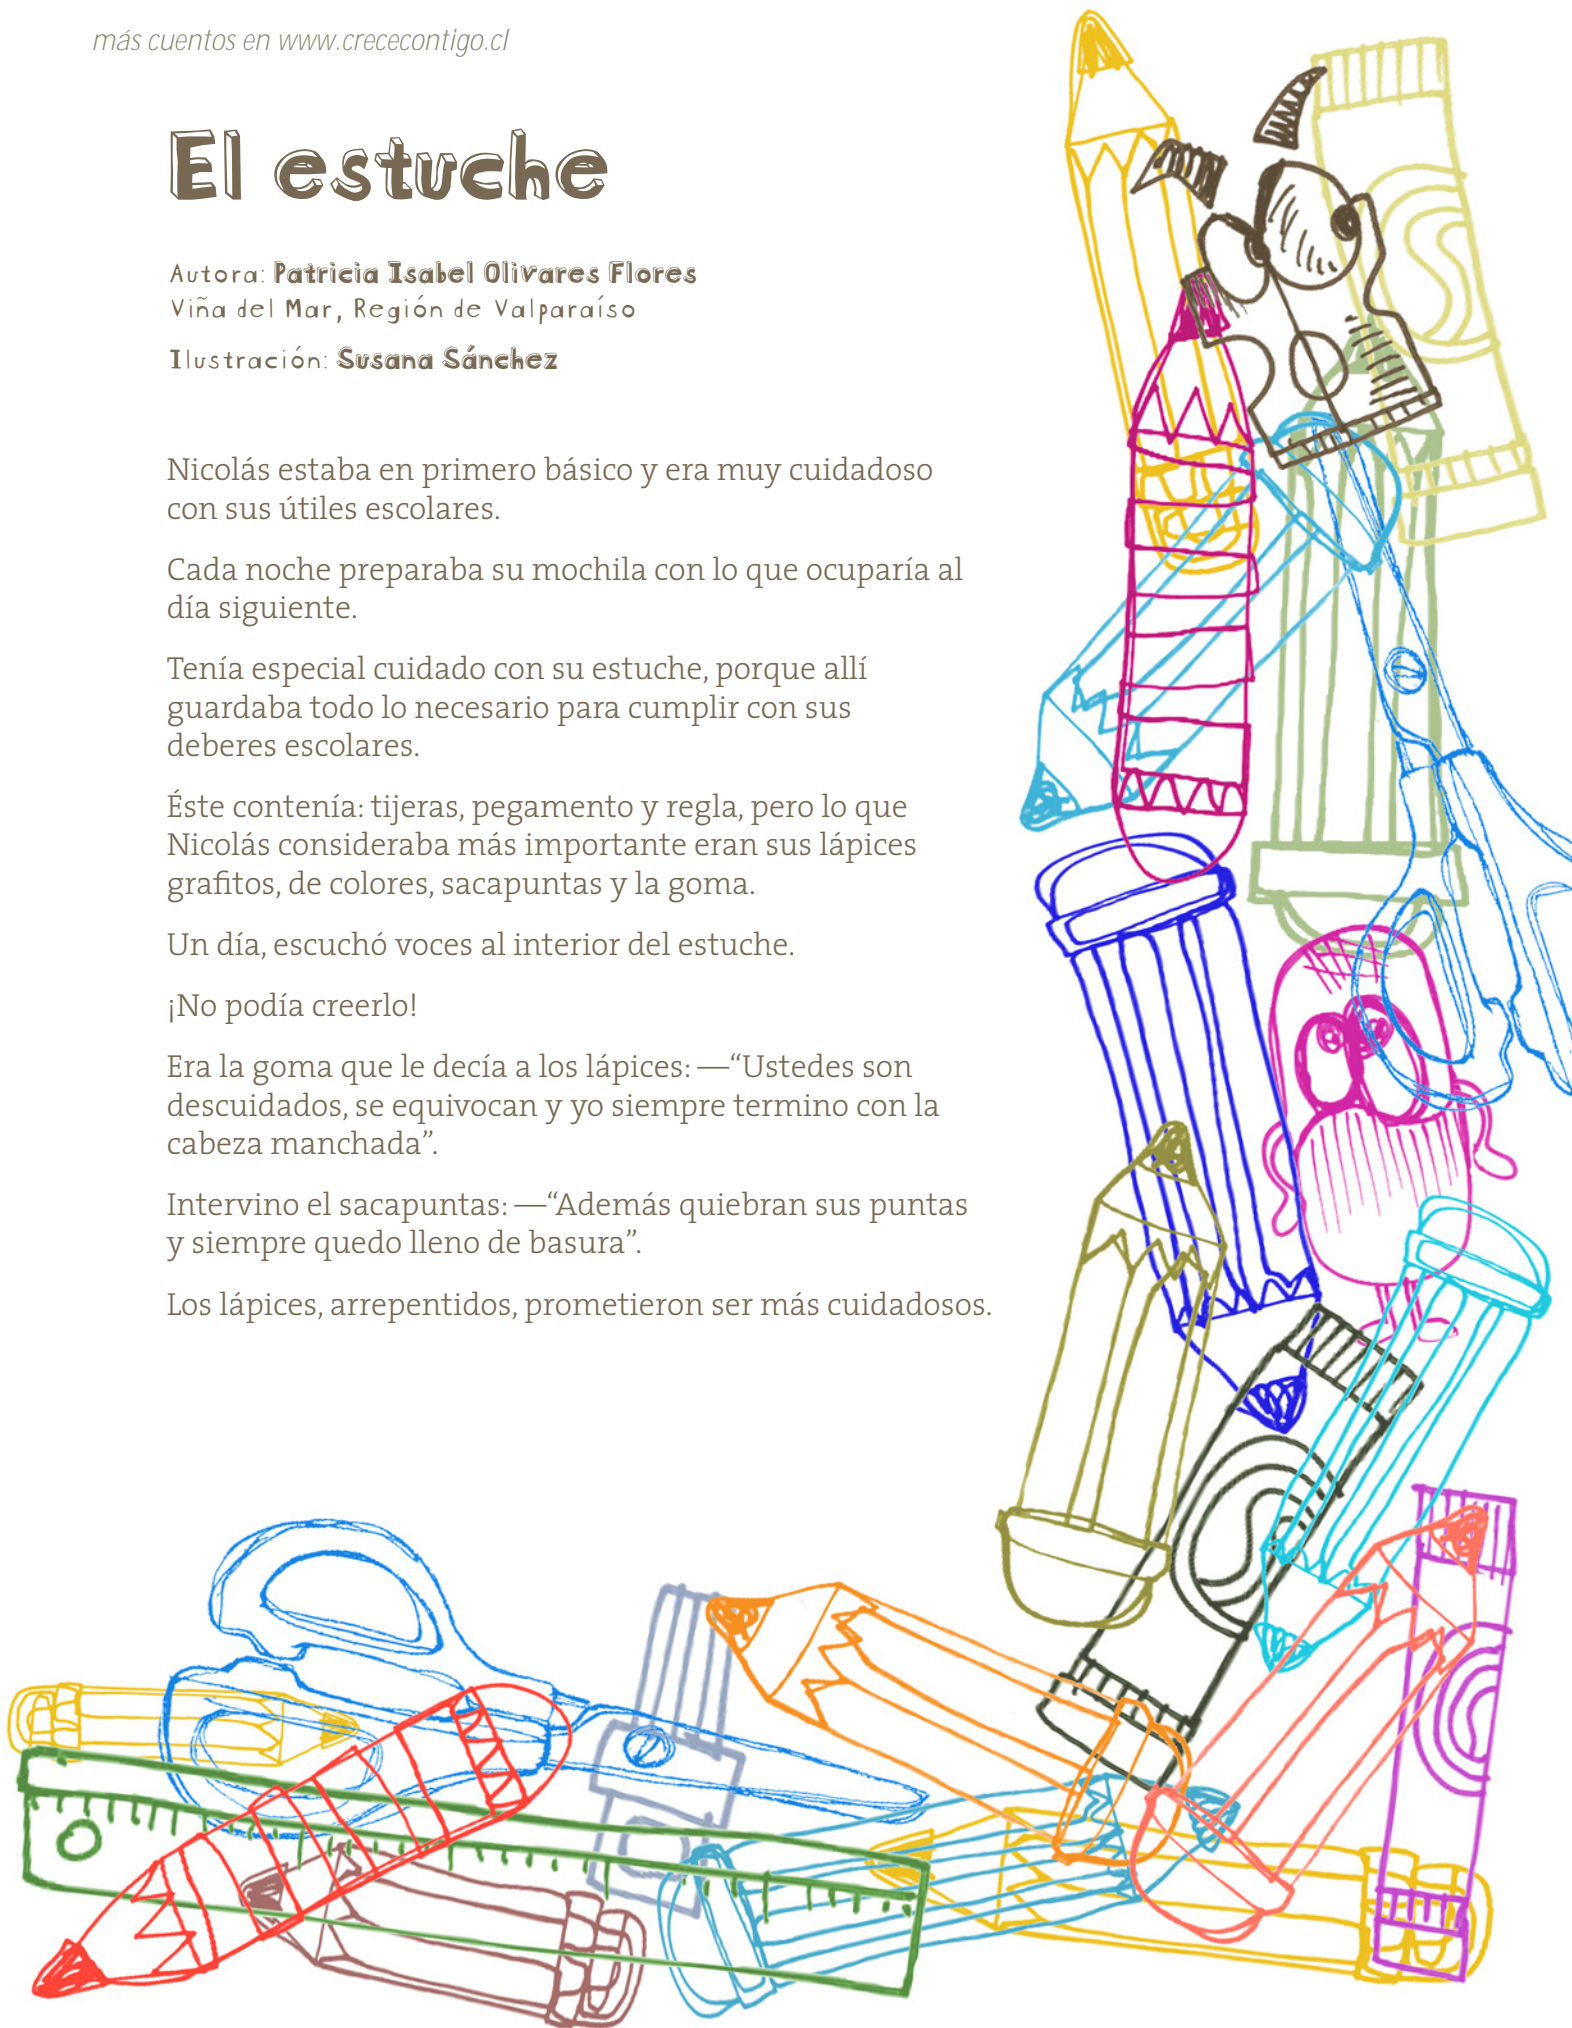 más cuentos en www.crececontigo.cl
El estuche
Autora: Patricia Isabel Olivares Flores
Viña del Mar, Región de Valparaíso
Ilustración: Susana Sánchez
Nicolás estaba en primero básico y era muy cuidadoso
con sus útiles escolares.
Cada noche preparaba su mochila con lo que ocuparía al
día siguiente.
Tenía especial cuidado con su estuche, porque allí
guardaba todo lo necesario para cumplir con sus
deberes escolares.
Éste contenía: tijeras, pegamento y regla, pero lo que
Nicolás consideraba más importante eran sus lápices
grafitos, de colores, sacapuntas y la goma.
Un día, escuchó voces al interior del estuche.
¡No podía creerlo!
Era la goma que le decía a los lápices: —“Ustedes son
descuidados, se equivocan y yo siempre termino con la
cabeza manchada”.
Intervino el sacapuntas: —“Además quiebran sus puntas
y siempre quedo lleno de basura”.
Los lápices, arrepentidos, prometieron ser más cuidadosos.